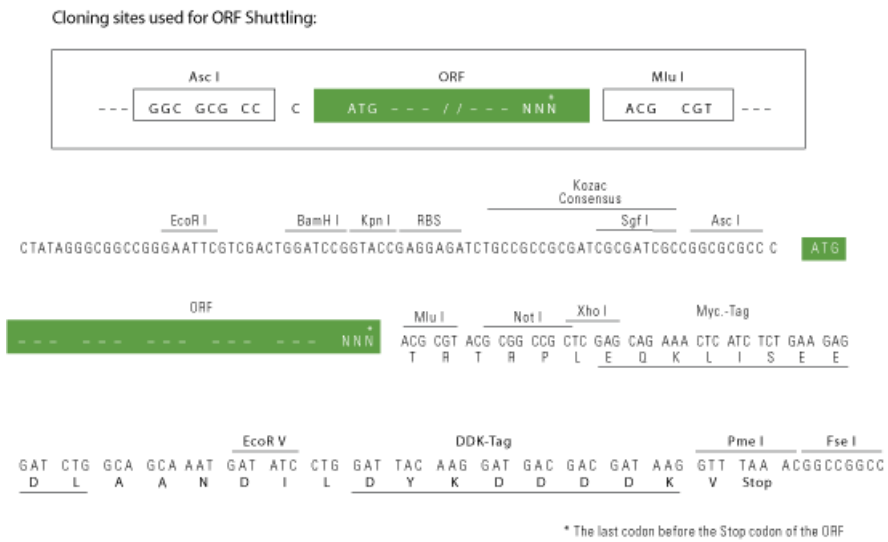 Cloning sites used for ORF Shuttling:
Asc I ORF Mlu I
--- GGC GCG CC C ATG --- // --- NNN* ACG CGT ---
Kozac
Consensus
EcoR I BamH I Kpn I RBS Sgf I Asc I
CTATAGGGCGGCCGGGAATTCGTCGACTGGATCCGGTACCGAGGAGATCTGCCGCCGCGATCGCGATCGCCGGCGCGCC C ATG
ORF Mlu I Not I Xho I Myc.-Tag
--- --- --- --- --- NNN* ACG CGT ACG CGG CCG CTC GAG CAG AAA CTC ATC TCT GAA GAG
T R T R P L E Q K L I S E E
EcoR V DDK-Tag Pme I Fse I
GAT CTG GCA GCA AAT GAT ATC CTG GAT TAC AAG GAT GAC GAC GAT AAG GTT TAA ACGGCCGGCC
D L A A N D I L D Y K D D D D K V Stop
* The last codon before the Stop codon of the ORF